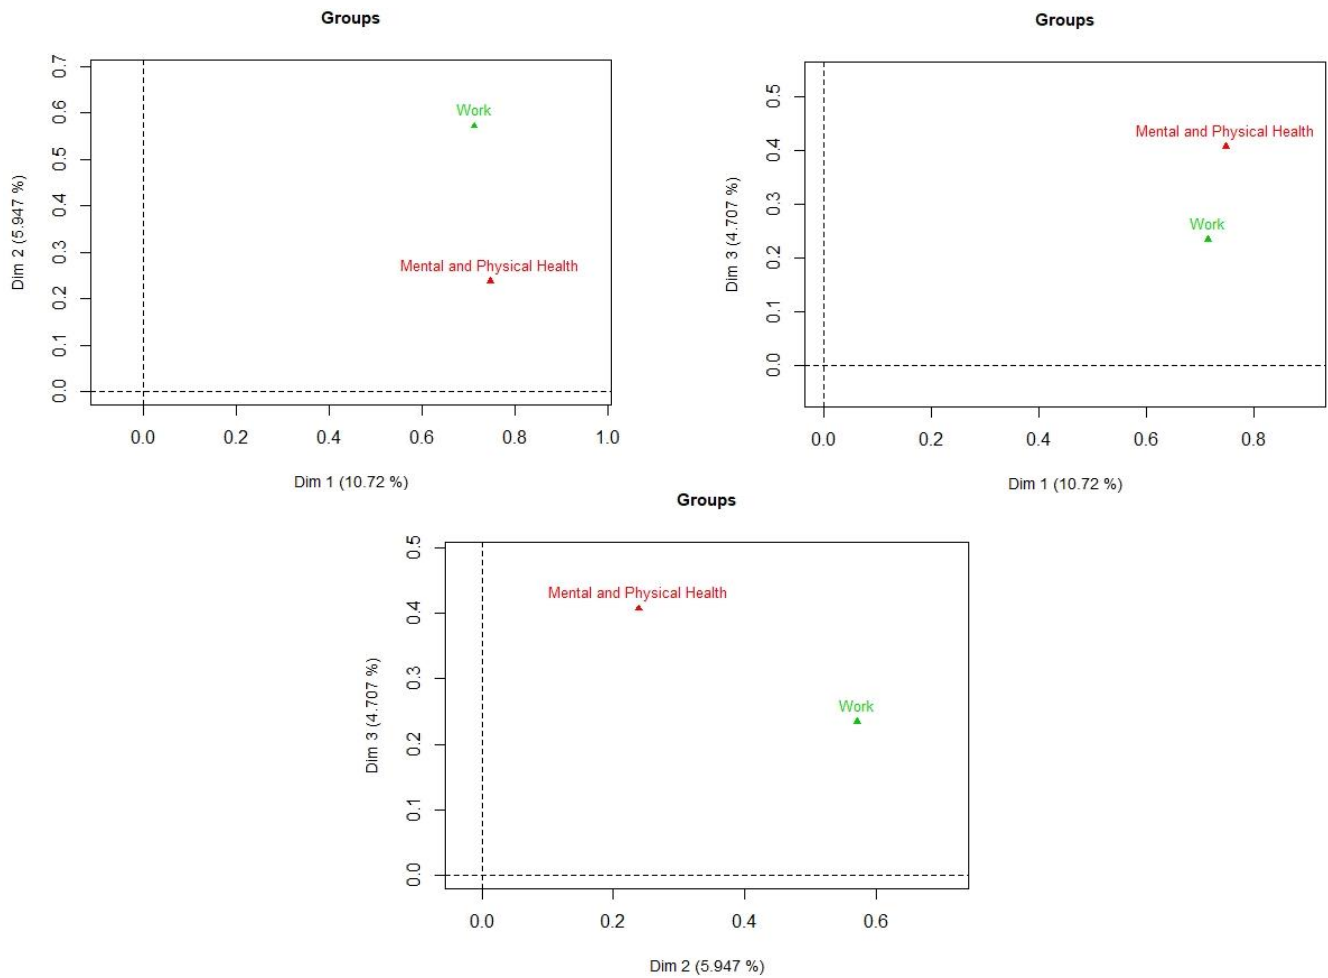 Groups
0.7
0.6
0.5
0.4
0.3
0.2
0.1
0.0
Dim 2 (5.947 %)
Work
Mental and Physical Health
0.0 0.2 0.4 0.6 0.8 1.0
Dim 1 (10.72 %)
Groups
0.5
0.4
0.3
0.2
0.1
0.0
Dim 3 (4.707 %)
Mental and Physical Health
Work
0.0 0.2 0.4 0.6 0.8
Dim 1 (10.72 %)
Groups
0.5
0.4
0.3
0.2
0.1
0.0
Dim 3 (4.707 %)
Mental and Physical Health
Work
0.0 0.2 0.4 0.6
Dim 2 (5.947 %)